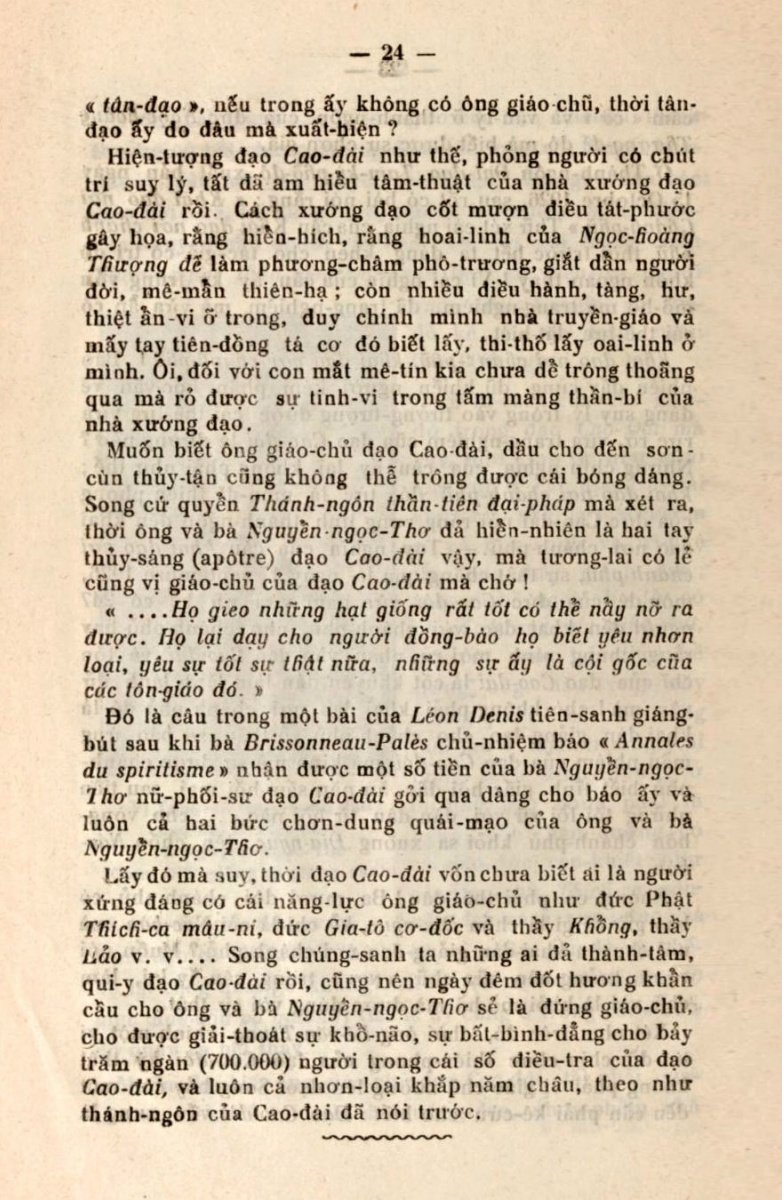 — 24 —
« tân-đạo », nếu trong ấy không có ông giáo-chũ, thời tân-
đạo ấy do đâu mà xuất-hiện ?
Hiện-tượng đạo Cao-đài như thế, phỏng người có chút
trí suy lý, tất đã am hiểu tâm-thuật của nhà xướng đạo
Cao-đài rồi. Cách xướng đạo cốt mượn điều tát-phước
gây họa, rằng hiễn-hích, rằng hoai-linh của Ngọc-hoàng
Thượng đế làm phương-châm phô-trương, giắt dẫn người
đời, mê-mẫn thiên-hạ ; còn nhiều điều hành, tàng, hư,
thiệt ẩn-vi ở trong, duy chính mình nhà truyền-giáo và
mấy tay tiên-đồng tá cơ đó biết lấy, thi-thố lấy oai-linh ở
mình. Ôi, đối với con mắt mê-tín kia chưa dể trông thoãng
qua mà rỏ được sự tinh-vi trong tấm màng thần-bí của
nhà xướng đạo.
Muốn biết ông giáo-chủ đạo Cao-đài, dầu cho đến sơn-
cùn thủy-tận cũng không thể trông được cái bóng dáng.
Song cứ quyển Thánh-ngôn thần-tiên đại-pháp mà xét ra,
thời ông và bà Nguyễn-ngọc-Thơ đả hiễn-nhiên là hai tay
thủy-sáng (apôtre) đạo Cao-đài vậy, mà tương-lai có lẻ
cũng vị giáo-chủ của đạo Cao-đài mà chớ !
« ....Họ gieo những hạt giống rất tốt có thể nầy nỡ ra
được. Họ lại dạy cho người đồng-bào họ biết yêu nhơn
loại, yêu sự tốt sự thật nữa, những sự ấy là cội gốc cũa
các tôn-giáo đó. »
Đó là câu trong một bài của Léon Denis tiên-sanh giáng-
bút sau khi bà Brissonneau-Palès chủ-nhiệm báo « Annales
du spiritisme » nhận được một số tiền của bà Nguyễn-ngọc-
Thơ nữ-phối-sư đạo Cao-đài gởi qua dâng cho báo ấy và
luôn cả hai bức chơn-dung quái-mạo của ông và bà
Nguyễn-ngọc-Thơ.
Lấy đó mà suy, thời đạo Cao-đài vốn chưa biết ai là người
xứng đáng có cái năng-lực ông giáo-chủ như đức Phật
Thích-ca mâu-ni, đức Gia-tô cơ-đốc và thầy Khổng, thầy
Lảo v. v.... Song chúng-sanh ta những ai đả thành-tâm,
qui-y đạo Cao-đài rồi, cũng nên ngày đêm đốt hương khẩn
cầu cho ông và bà Nguyễn-ngọc-Thơ sẻ là đứng giáo-chủ,
cho được giải-thoát sự khổ-não, sự bất-bình-đẳng cho bảy
trăm ngàn (700.000) người trong cái số điều-tra của đạo
Cao-đài, và luôn cả nhơn-loại khắp năm châu, theo như
thánh-ngôn của Cao-đài đã nói trước.